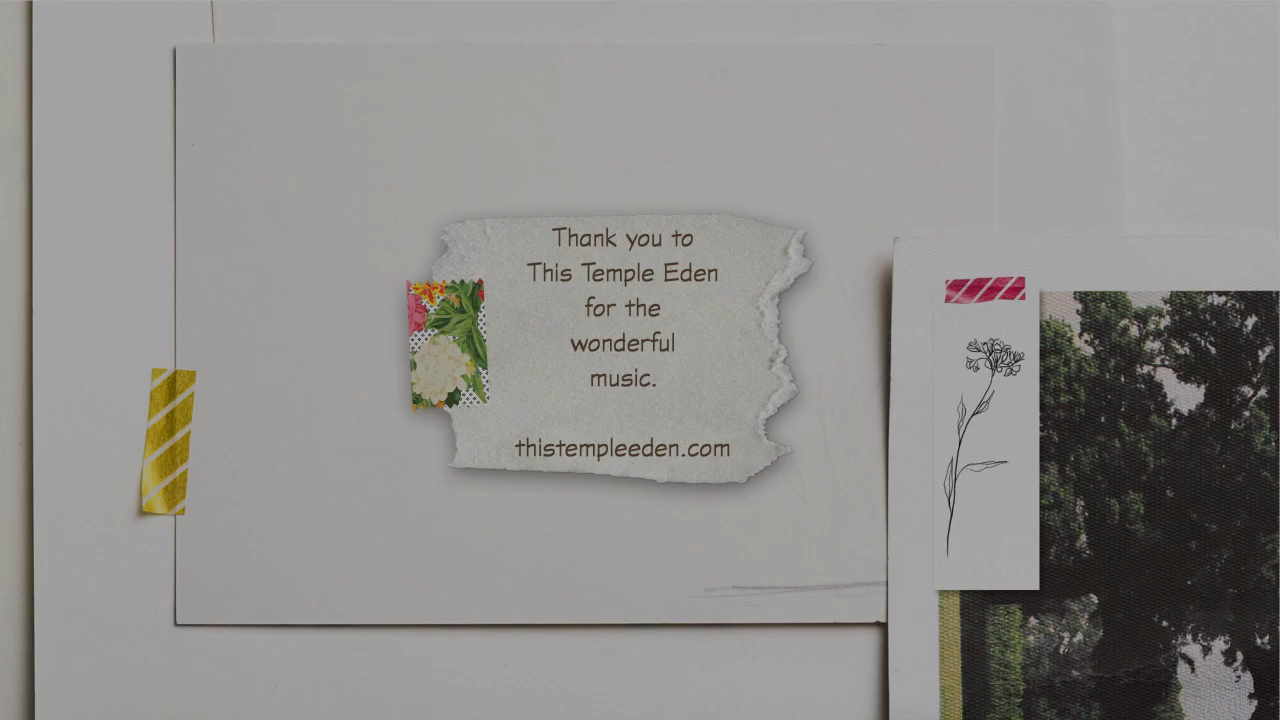 Thank you to
This Temple Eden
for the
wonderful
music.
thistempleeden.com